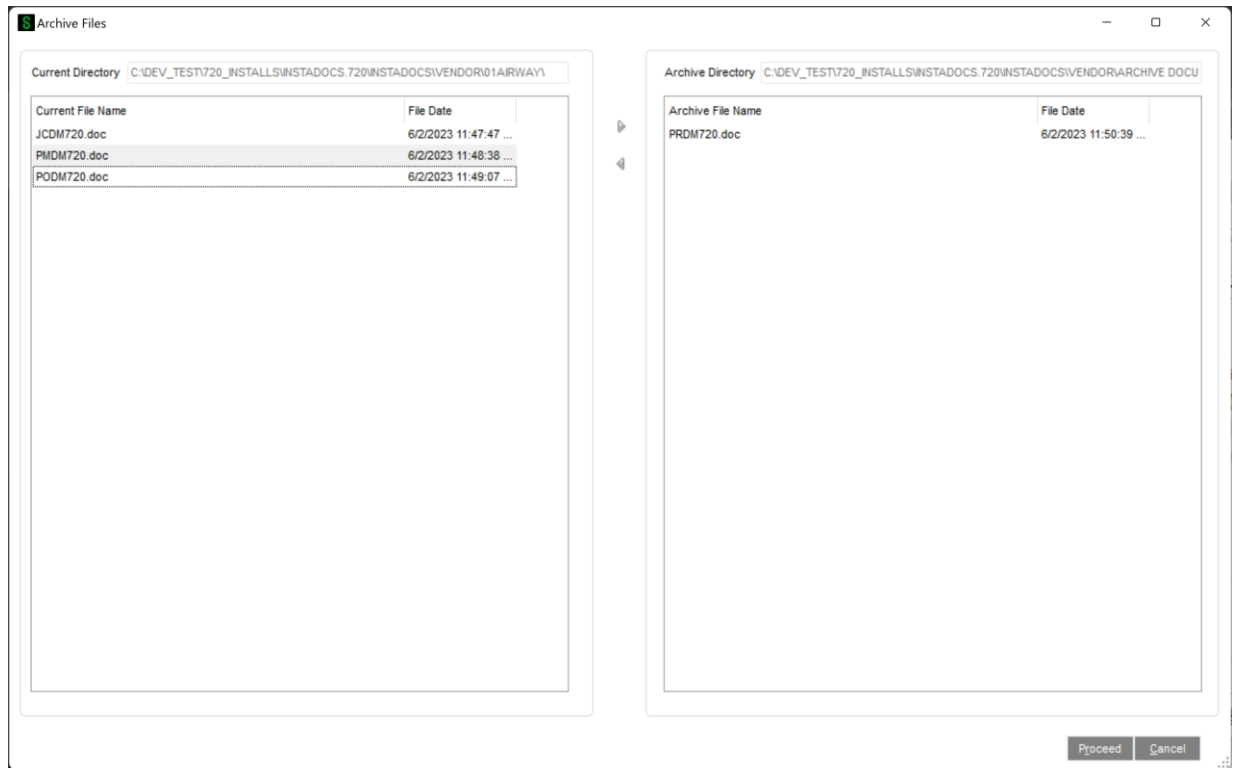 Archive Files
Current Directory C:\DEV_TEST\720_INSTALLS\INSTADOCS.720\INSTADOCS\VENDOR\01AIRWAY\
Current File Name File Date
JCDM720.doc 6/2/2023 11:47:47 ...
PMDM720.doc 6/2/2023 11:48:38 ...
PODM720.doc 6/2/2023 11:49:07 ...
Archive Directory C:\DEV_TEST\720_INSTALLS\INSTADOCS.720\INSTADOCS\VENDOR\ARCHIVE DOCU
Archive File Name File Date
PRDM720.doc 6/2/2023 11:50:39 ...
Proceed Cancel